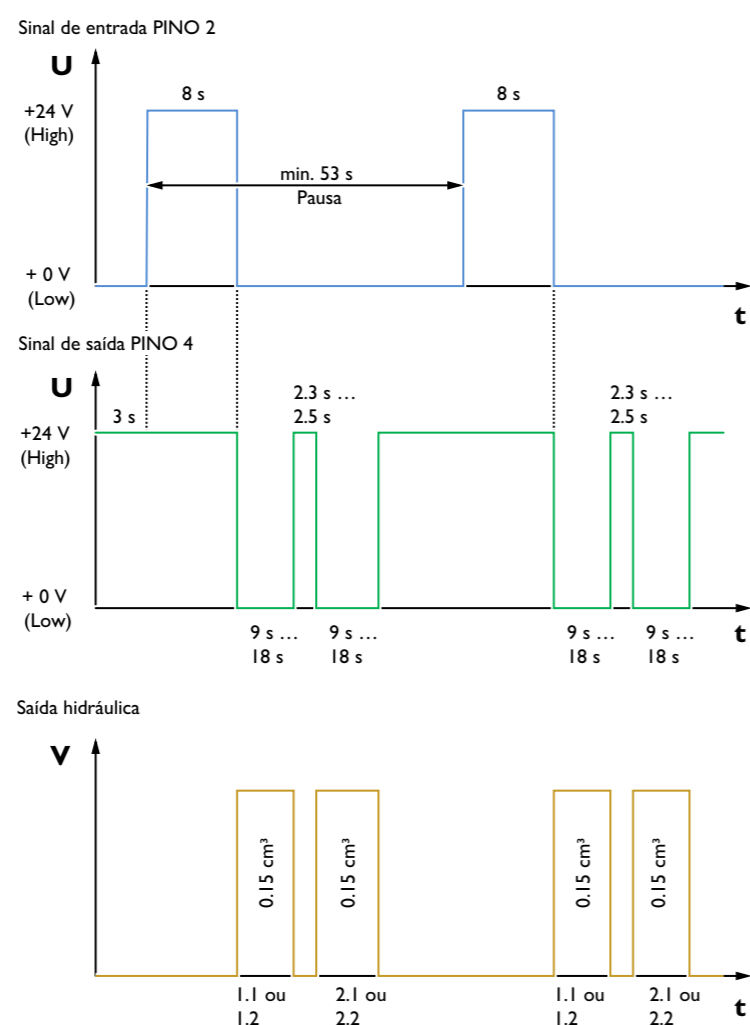 Sinal de entrada PINO 2
U
8 s
8 s
+24 V
(High)
min. 53 s
Pausa
+ 0 V
(Low)
t
Sinal de saída PINO 4
U
3 s
2.3 s …
2.5 s
2.3 s …
2.5 s
+24 V
(High)
+ 0 V
(Low)
t
9 s …
18 s
9 s …
18 s
9 s …
18 s
9 s …
18 s
Saída hidráulica
V
0.15 cm³
0.15 cm³
0.15 cm³
0.15 cm³
t
1.1 ou
1.2
2.1 ou
2.2
1.1 ou
1.2
2.1 ou
2.2